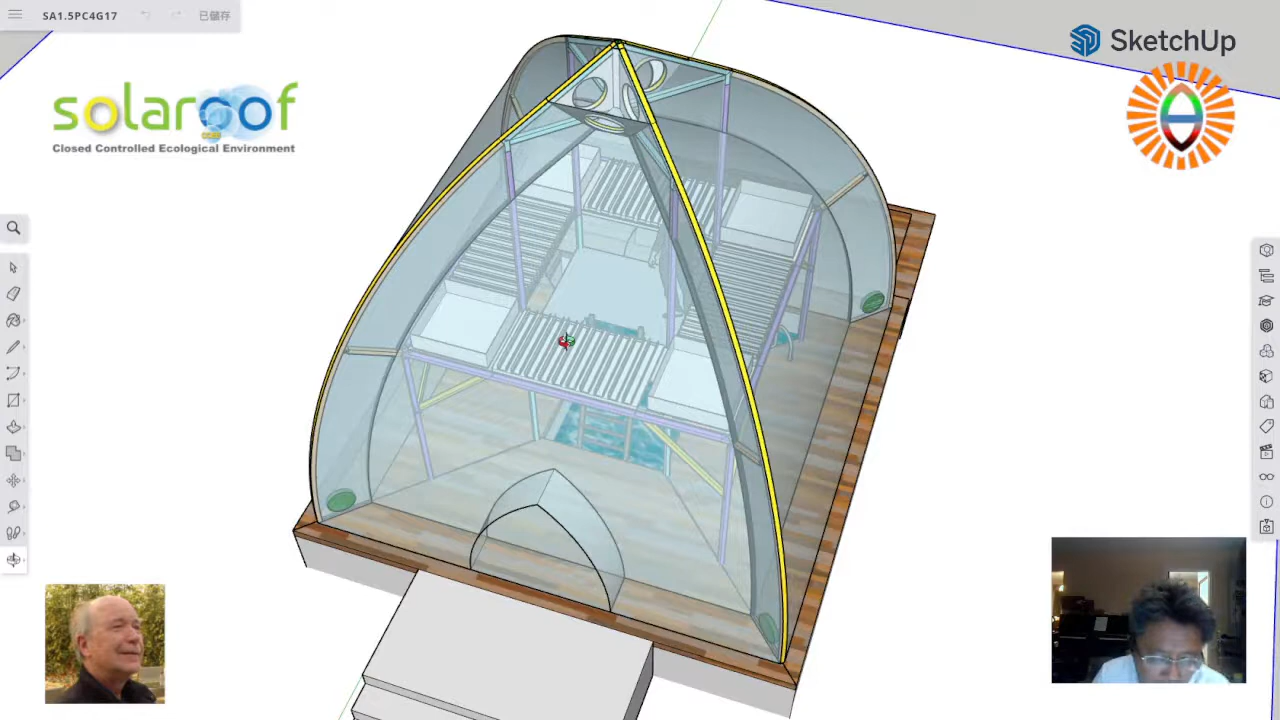 SA1.5PC4G17
已儲存
SketchUp
solaroof
Closed Controlled Ecological Environment